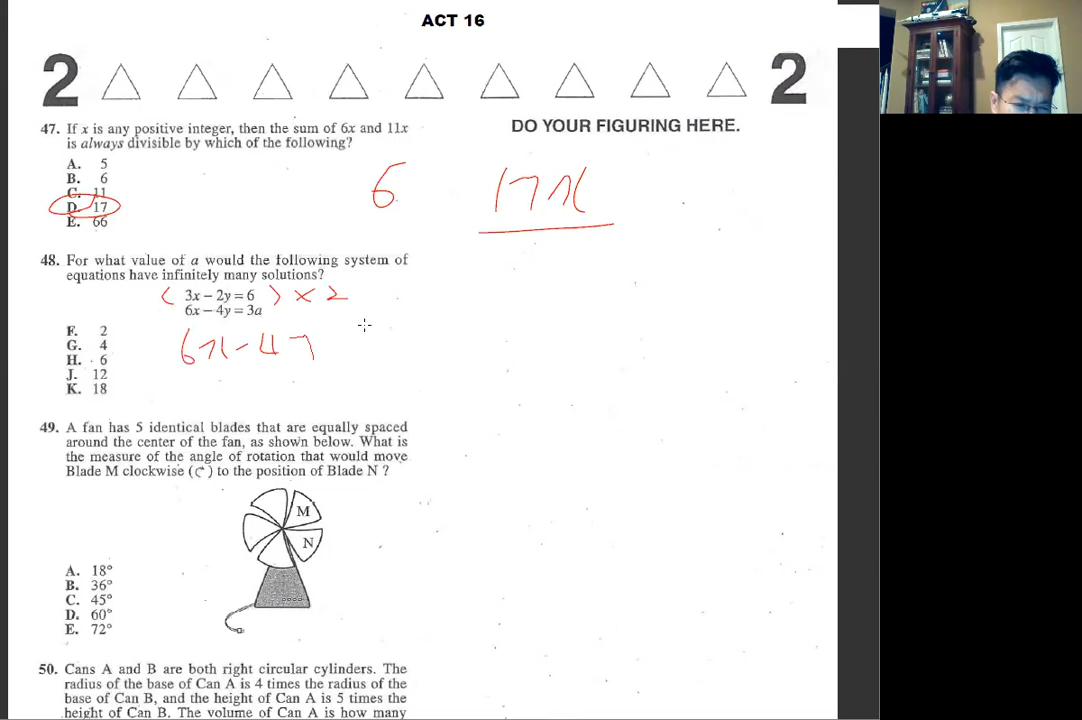 ACT 16
2 2
DO YOUR FIGURING HERE.
47. If x is any positive integer, then the sum of 6x and 11x
is always divisible by which of the following?
A. 5
B. 6
C. 11
D. 17
E. 66
6 17x
48. For what value of a would the following system of
equations have infinitely many solutions?
( 3x − 2y = 6 ) × 2
6x − 4y = 3a
6x − 4y
F. 2
G. 4
H. 6
J. 12
K. 18
49. A fan has 5 identical blades that are equally spaced
around the center of the fan, as shown below. What is
the measure of the angle of rotation that would move
Blade M clockwise (↻) to the position of Blade N ?
M
N
A. 18°
B. 36°
C. 45°
D. 60°
E. 72°
50. Cans A and B are both right circular cylinders. The
radius of the base of Can A is 4 times the radius of the
base of Can B, and the height of Can A is 5 times the
height of Can B. The volume of Can A is how many